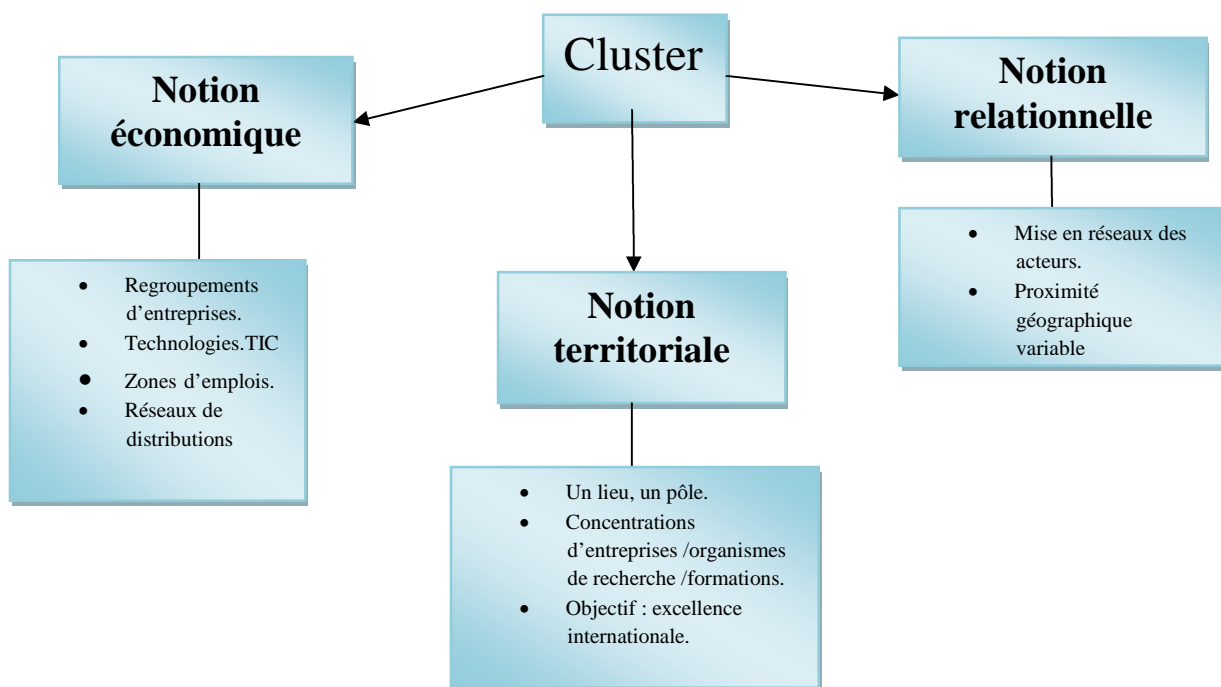 Cluster
Notion
économique
• Regroupements
d’entreprises.
• Technologies.TIC
• Zones d’emplois.
• Réseaux de
distributions
Notion
territoriale
• Un lieu, un pôle.
• Concentrations
d’entreprises /organismes
de recherche /formations.
• Objectif : excellence
internationale.
Notion
relationnelle
• Mise en réseaux des
acteurs.
• Proximité
géographique
variable